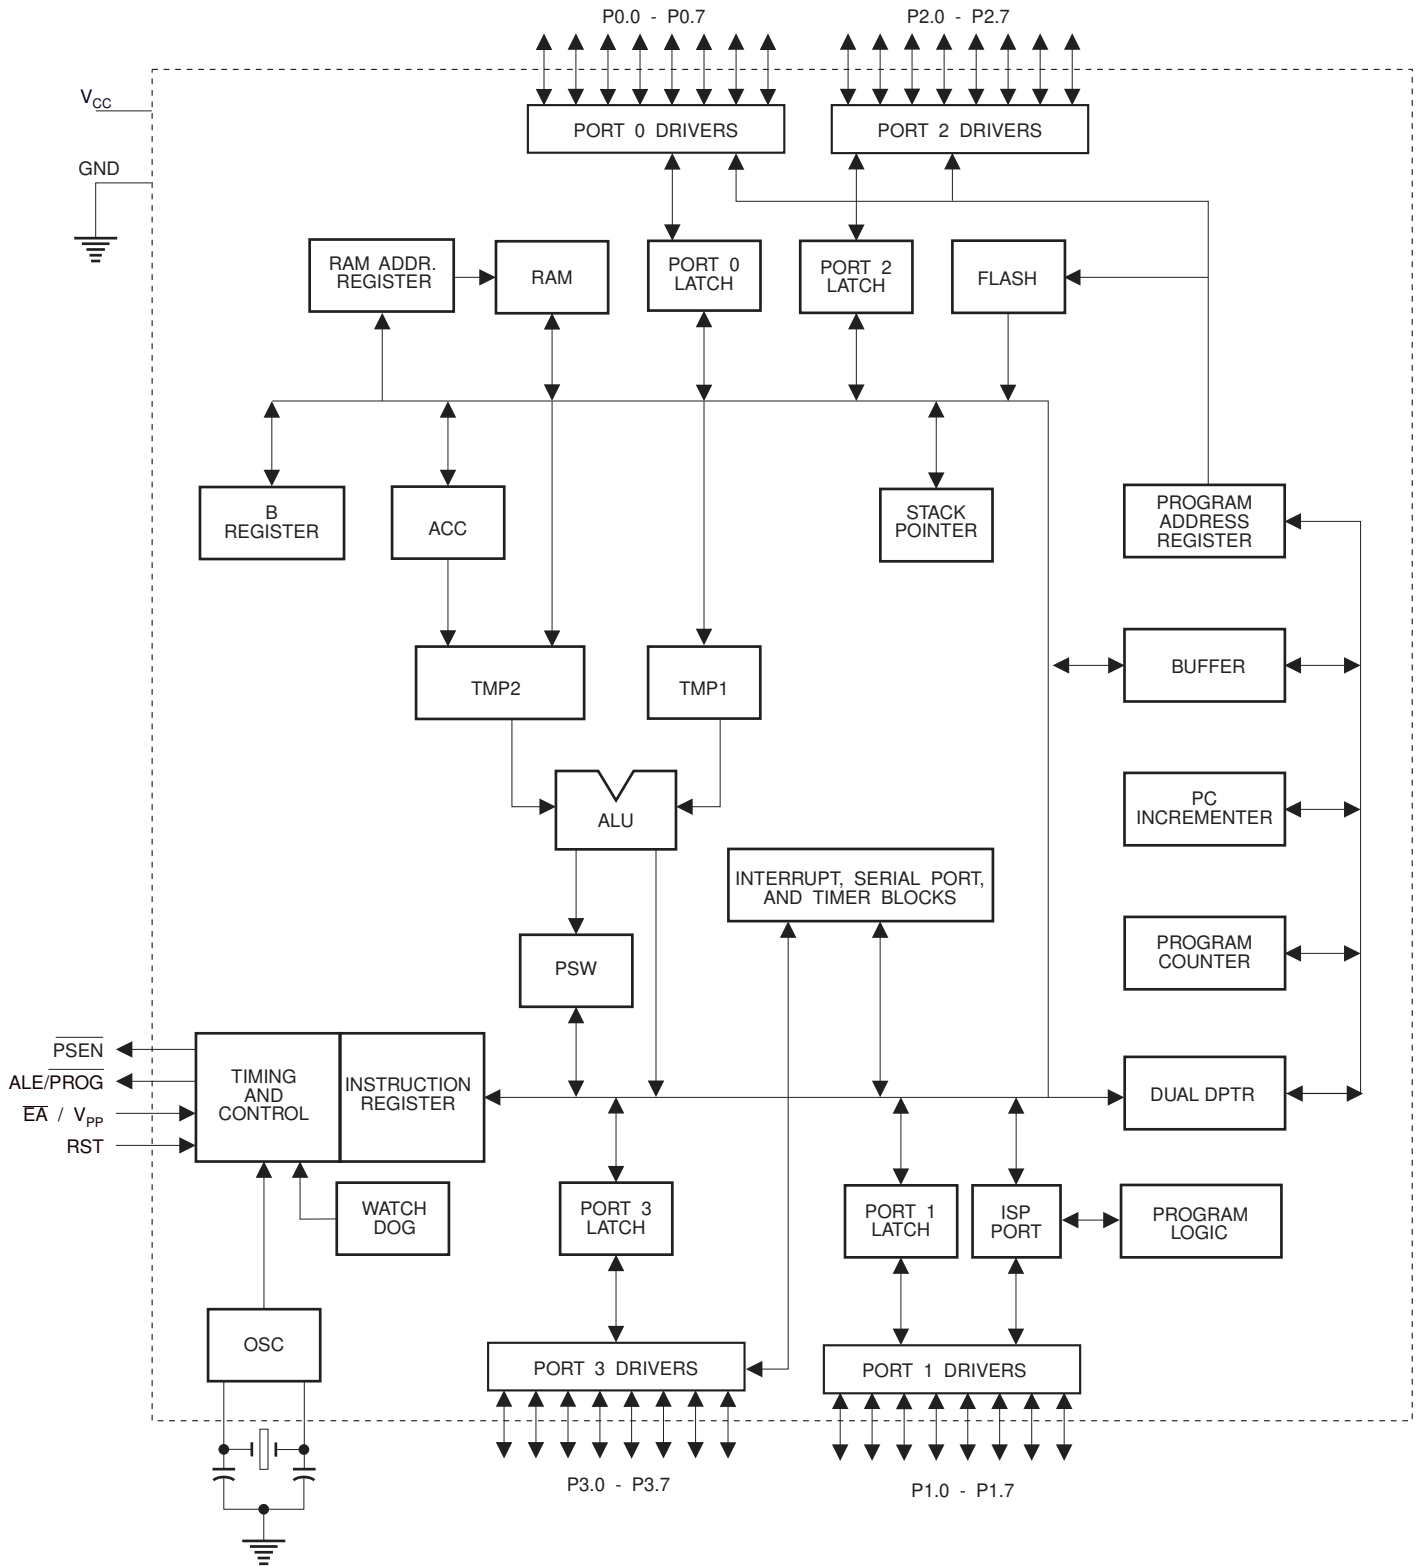 P0.0 - P0.7
P2.0 - P2.7
VCC
PORT 0 DRIVERS
PORT 2 DRIVERS
GND
RAM ADDR.
REGISTER
RAM
PORT 0
LATCH
PORT 2
LATCH
FLASH
B
REGISTER
ACC
STACK
POINTER
PROGRAM
ADDRESS
REGISTER
BUFFER
TMP2
TMP1
ALU
PC
INCREMENTER
INTERRUPT, SERIAL PORT,
AND TIMER BLOCKS
PROGRAM
COUNTER
PSW
PSEN
ALE/PROG
EA / VPP
RST
TIMING
AND
CONTROL
INSTRUCTION
REGISTER
DUAL DPTR
WATCH
DOG
PORT 3
LATCH
PORT 1
LATCH
ISP
PORT
PROGRAM
LOGIC
OSC
PORT 3 DRIVERS
PORT 1 DRIVERS
P3.0 - P3.7
P1.0 - P1.7